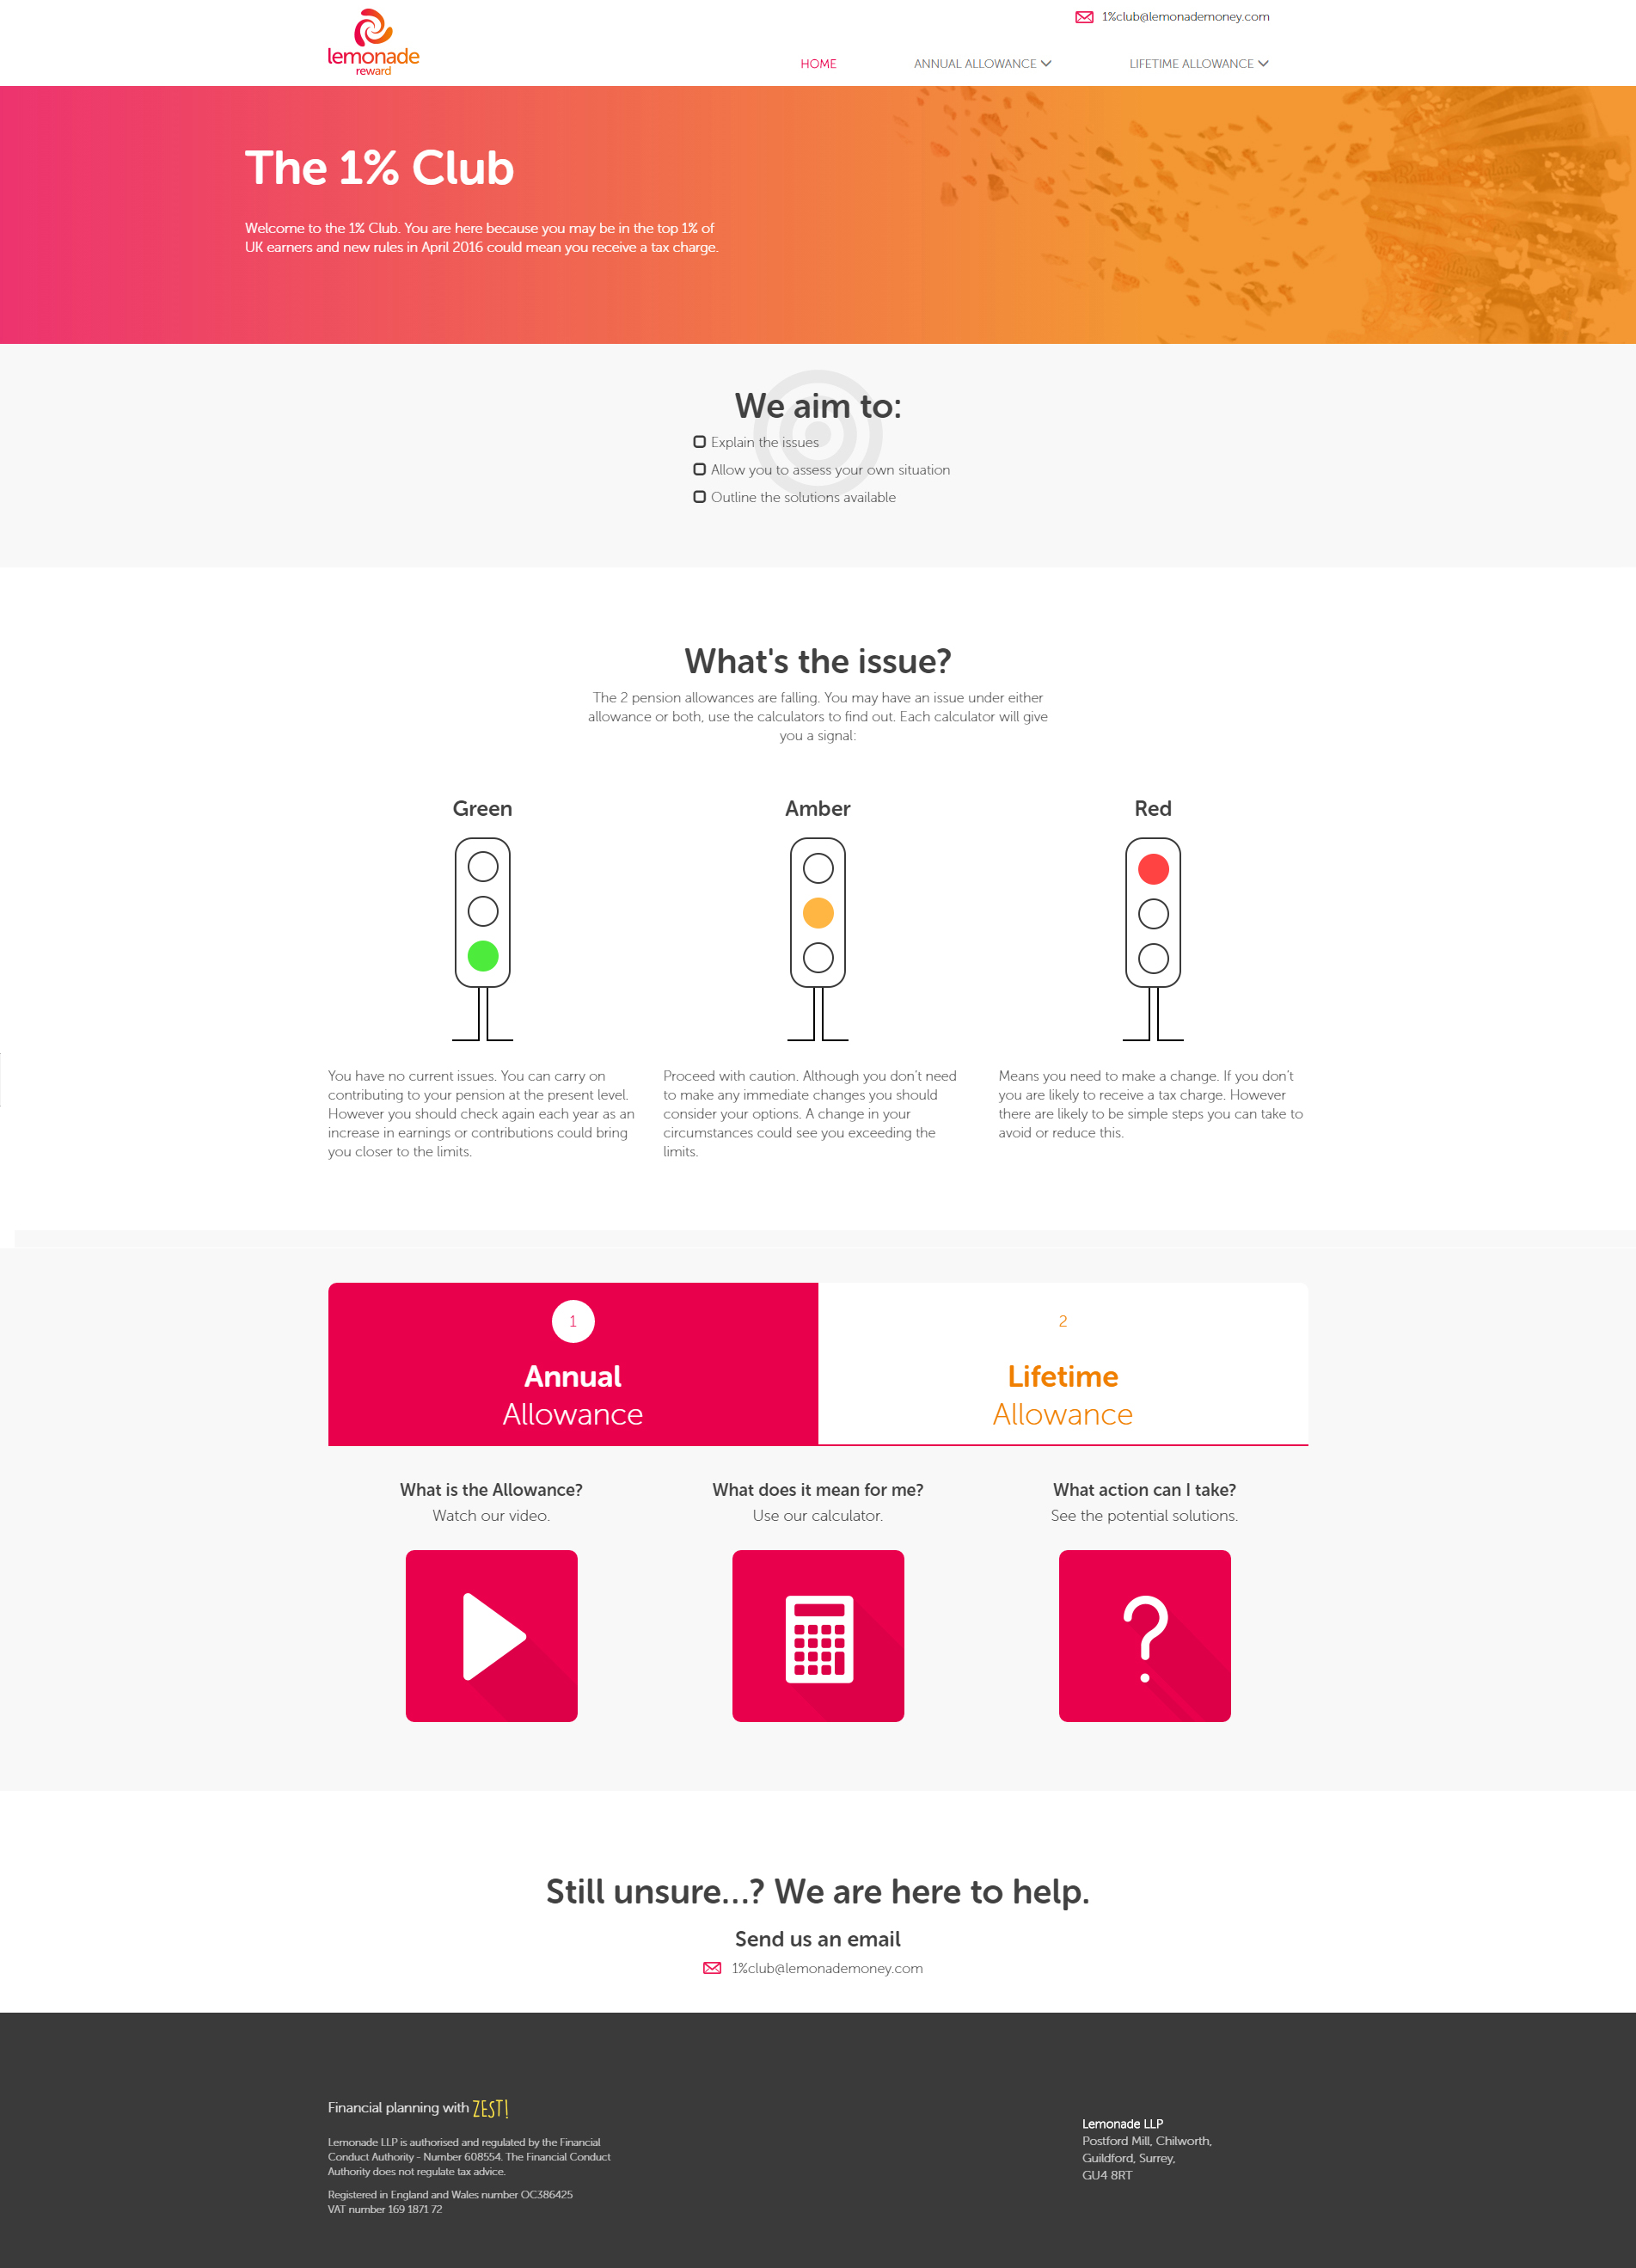 lemonade
reward
1%club@lemonademoney.com
HOME
ANNUAL ALLOWANCE
LIFETIME ALLOWANCE
The 1% Club
Welcome to the 1% Club. You are here because you may be in the top 1% of
UK earners and new rules in April 2016 could mean you receive a tax charge.
We aim to:
Explain the issues
Allow you to assess your own situation
Outline the solutions available
What's the issue?
The 2 pension allowances are falling. You may have an issue under either
allowance or both, use the calculators to find out. Each calculator will give
you a signal:
Green
You have no current issues. You can carry on
contributing to your pension at the present level.
However you should check again each year as an
increase in earnings or contributions could bring
you closer to the limits.
Amber
Proceed with caution. Although you don't need
to make any immediate changes you should
consider your options. A change in your
circumstances could see you exceeding the
limits.
Red
Means you need to make a change. If you don't
you are likely to receive a tax charge. However
there are likely to be simple steps you can take to
avoid or reduce this.
1
Annual
Allowance
2
Lifetime
Allowance
What is the Allowance?
Watch our video.
What does it mean for me?
Use our calculator.
What action can I take?
See the potential solutions.
?
Still unsure...? We are here to help.
Send us an email
1%club@lemonademoney.com
Financial planning with ZEST!
Lemonade LLP is authorised and regulated by the Financial
Conduct Authority - Number 608554. The Financial Conduct
Authority does not regulate tax advice.
Registered in England and Wales number OC386425
VAT number 169 1871 72
Lemonade LLP
Postford Mill, Chilworth,
Guildford, Surrey,
GU4 8RT